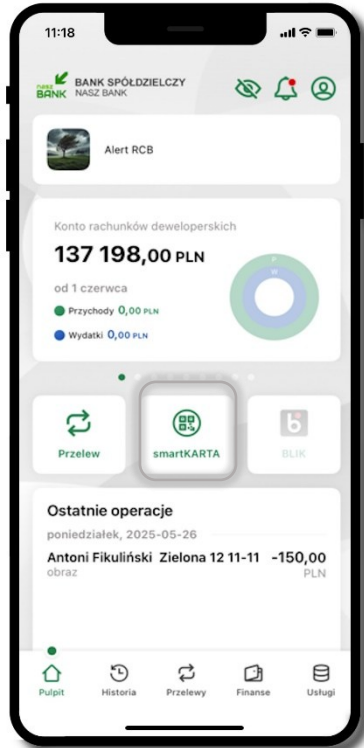 11:18
nasz BANK
BANK SPÓŁDZIELCZY
NASZ BANK
Alert RCB
Konto rachunków deweloperskich
137 198,00 PLN
od 1 czerwca
Przychody 0,00 PLN
Wydatki 0,00 PLN
P
W
Przelew
smartKARTA
BLIK
Ostatnie operacje
poniedziałek, 2025-05-26
Antoni Fikuliński Zielona 12 11-11 -150,00
obraz PLN
Pulpit
Historia
Przelewy
Finanse
Usługi